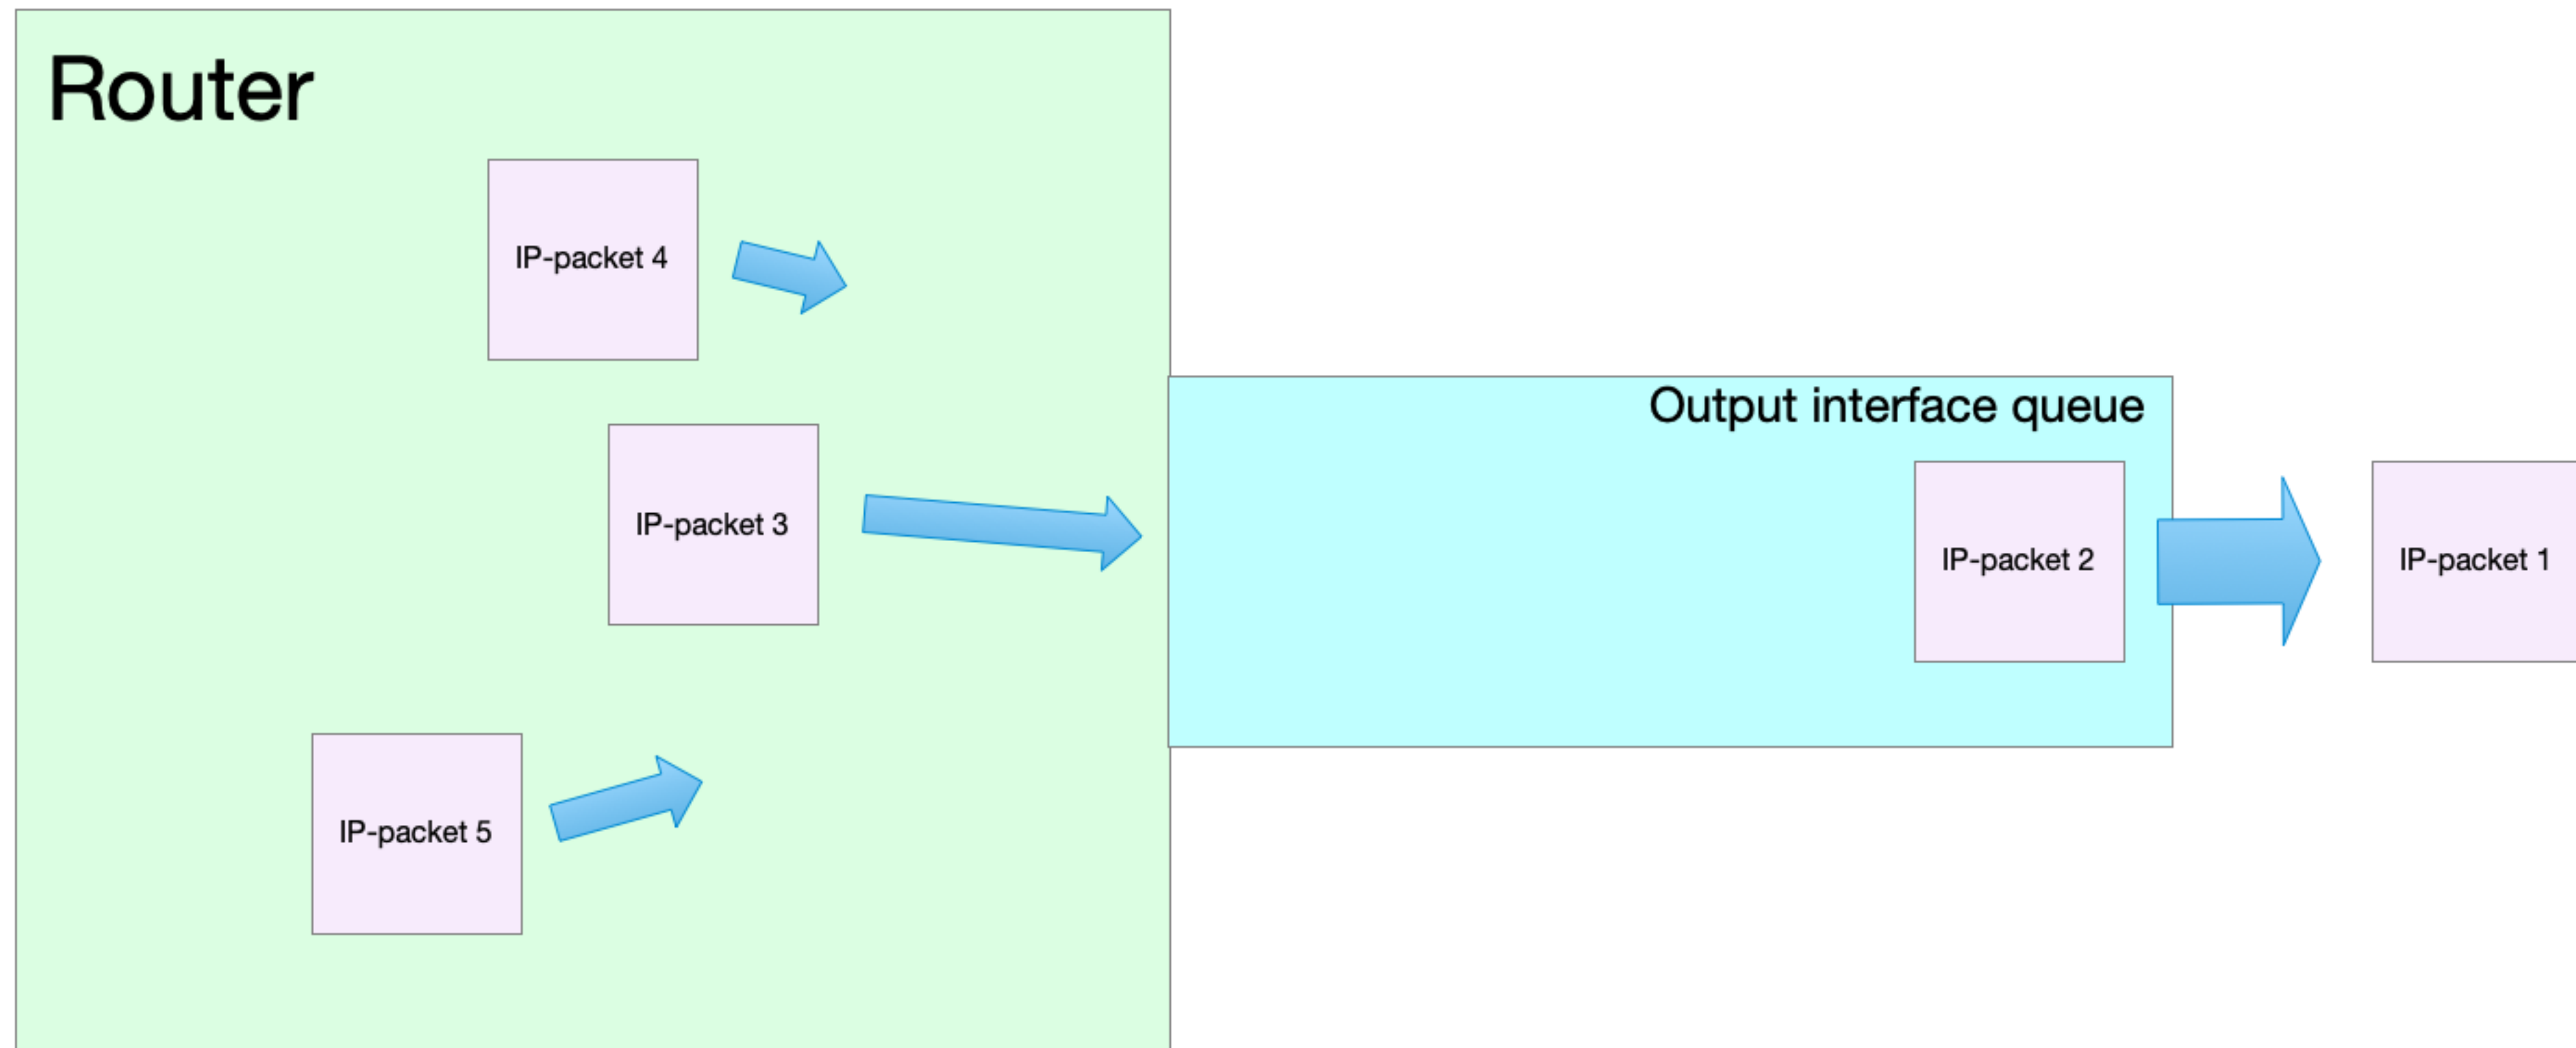 Router
IP-packet 4
Output interface queue
IP-packet 3
IP-packet 2
IP-packet 1
IP-packet 5